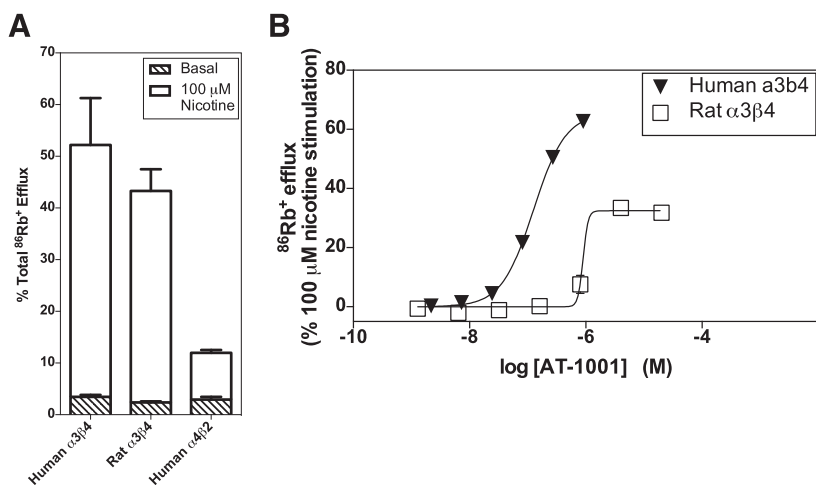 A
% Total ⁸⁶Rb⁺ Efflux
70
60
50
40
30
20
10
0
Basal
100 μM
Nicotine
Human α3β4
Rat α3β4
Human α4β2
B
⁸⁶Rb⁺ efflux
(% 100 μM nicotine stimulation)
80
60
40
20
0
Human a3b4
Rat α3β4
-10
-8
-6
-4
log [AT-1001] (M)